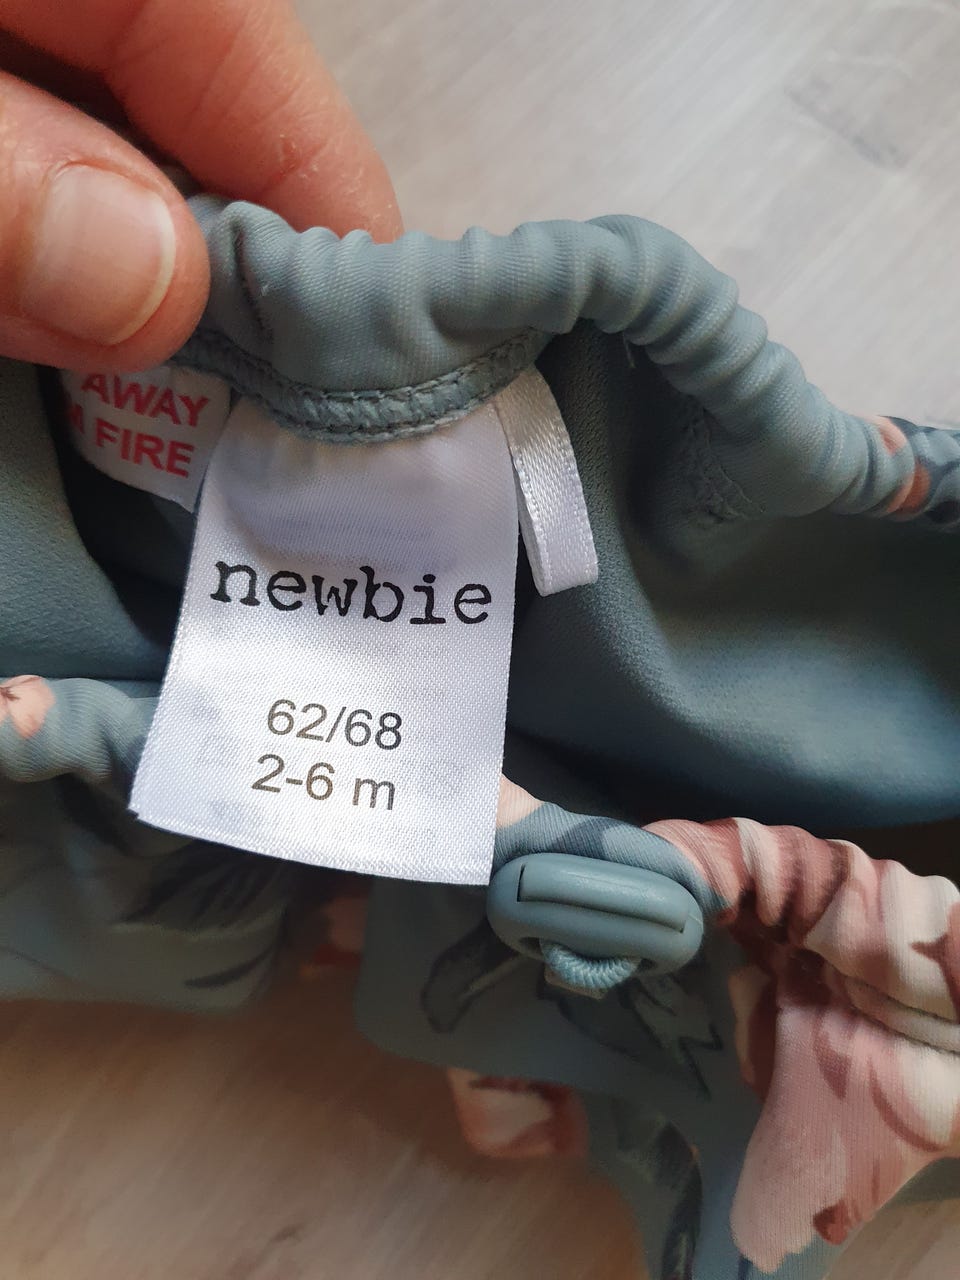 AWAY
FIRE
newbie
62/68
2-6 m